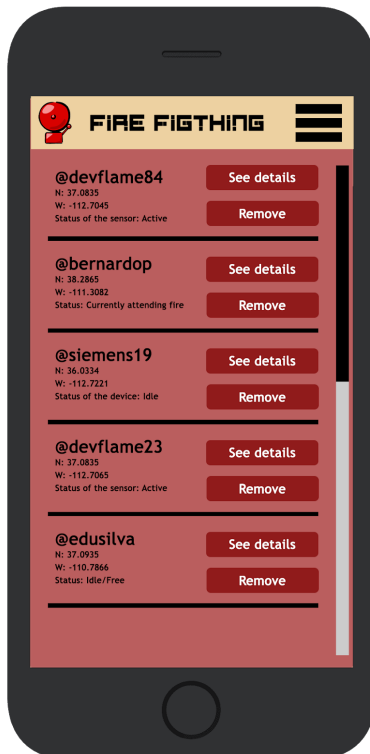 FIRE FIGTHING
@devflame84
N: 37.0835
W: -112.7045
Status of the sensor: Active
See details
Remove
@bernardop
N: 38.2865
W: -111.3082
Status: Currently attending fire
See details
Remove
@siemens19
N: 36.0334
W: -112.7221
Status of the device: Idle
See details
Remove
@devflame23
N: 37.0835
W: -112.7065
Status of the sensor: Active
See details
Remove
@edusilva
N: 37.0935
W: -110.7866
Status: Idle/Free
See details
Remove